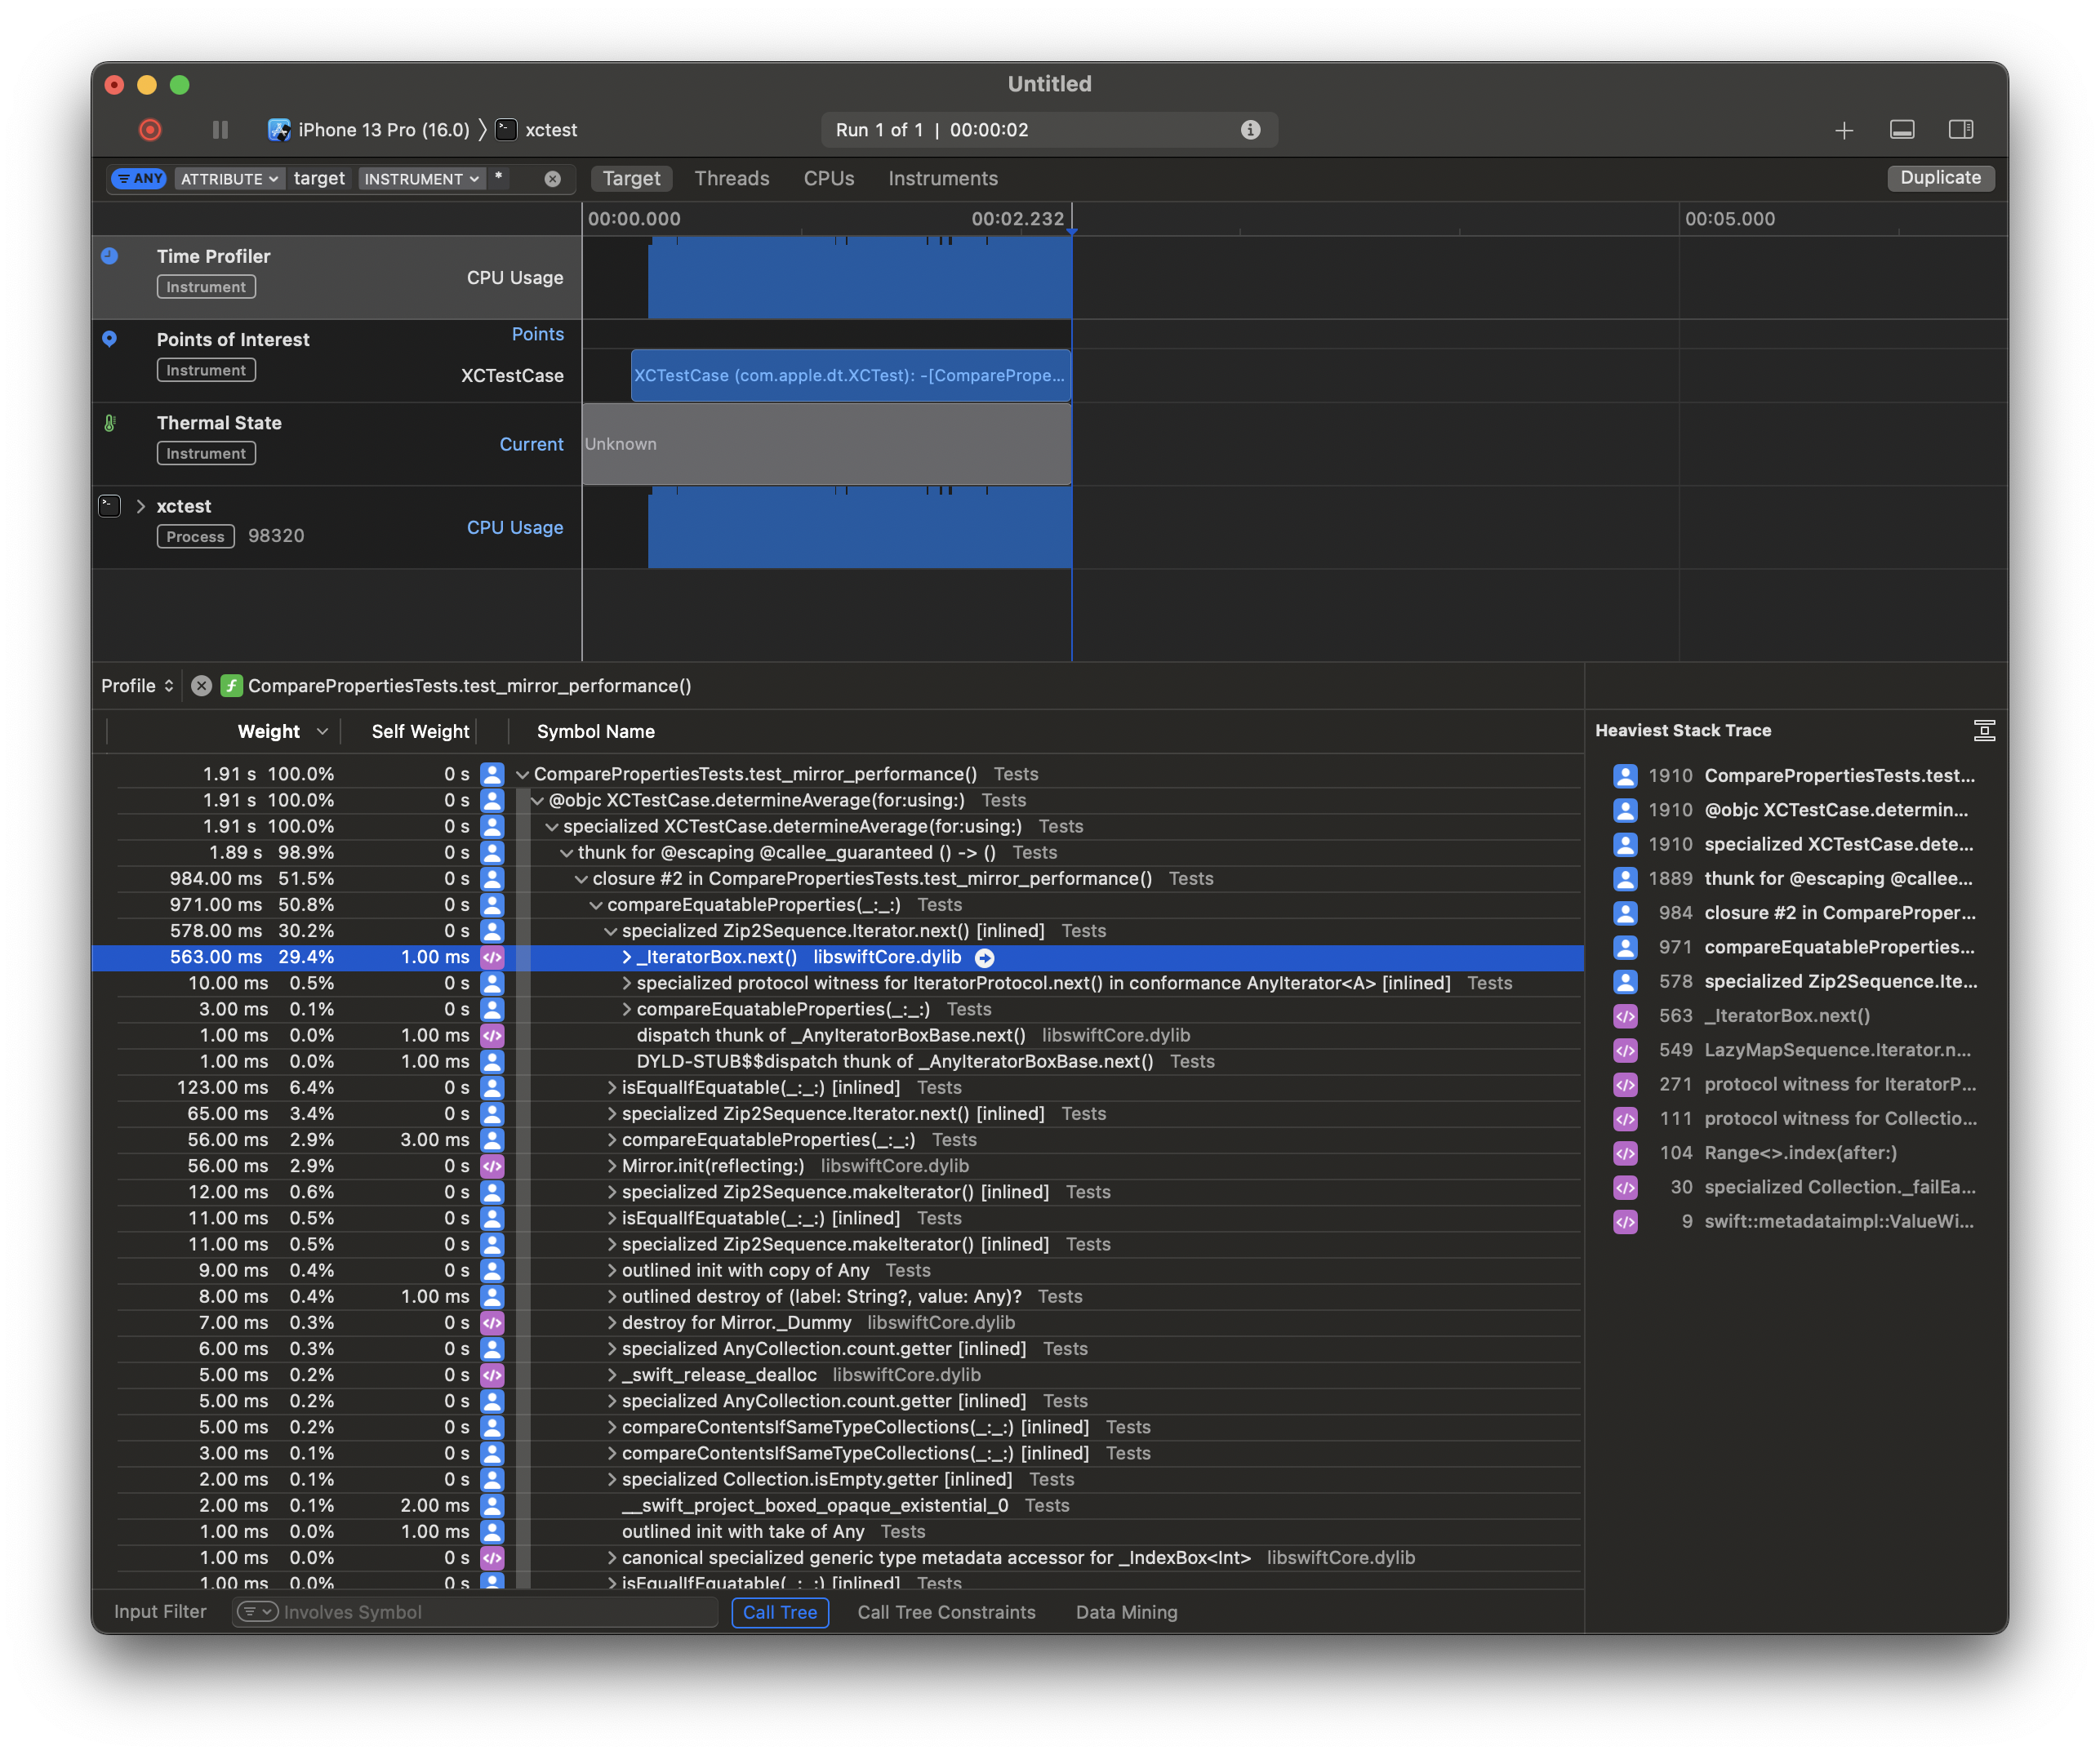 Untitled
iPhone 13 Pro (16.0) 〉 xctest
Run 1 of 1 | 00:00:02
ANY ATTRIBUTE target INSTRUMENT *
Target Threads CPUs Instruments
Duplicate
00:00.000 00:02.232 00:05.000
Time Profiler
Instrument
CPU Usage
Points of Interest
Instrument
Points
XCTestCase
XCTestCase (com.apple.dt.XCTest): -[ComparePrope...
Thermal State
Instrument
Current
Unknown
xctest
Process 98320
CPU Usage
Profile ComparePropertiesTests.test_mirror_performance()
Weight Self Weight Symbol Name
1.91 s 100.0% 0 s ComparePropertiesTests.test_mirror_performance() Tests
1.91 s 100.0% 0 s @objc XCTestCase.determineAverage(for:using:) Tests
1.91 s 100.0% 0 s specialized XCTestCase.determineAverage(for:using:) Tests
1.89 s 98.9% 0 s thunk for @escaping @callee_guaranteed () -> () Tests
984.00 ms 51.5% 0 s closure #2 in ComparePropertiesTests.test_mirror_performance() Tests
971.00 ms 50.8% 0 s compareEquatableProperties(_:_:) Tests
578.00 ms 30.2% 0 s specialized Zip2Sequence.Iterator.next() [inlined] Tests
563.00 ms 29.4% 1.00 ms _IteratorBox.next() libswiftCore.dylib
10.00 ms 0.5% 0 s specialized protocol witness for IteratorProtocol.next() in conformance AnyIterator<A> [inlined] Tests
3.00 ms 0.1% 0 s compareEquatableProperties(_:_:) Tests
1.00 ms 0.0% 1.00 ms dispatch thunk of _AnyIteratorBoxBase.next() libswiftCore.dylib
1.00 ms 0.0% 1.00 ms DYLD-STUB$$dispatch thunk of _AnyIteratorBoxBase.next() Tests
123.00 ms 6.4% 0 s isEqualIfEquatable(_:_:) [inlined] Tests
65.00 ms 3.4% 0 s specialized Zip2Sequence.Iterator.next() [inlined] Tests
56.00 ms 2.9% 3.00 ms compareEquatableProperties(_:_:) Tests
56.00 ms 2.9% 0 s Mirror.init(reflecting:) libswiftCore.dylib
12.00 ms 0.6% 0 s specialized Zip2Sequence.makeIterator() [inlined] Tests
11.00 ms 0.5% 0 s isEqualIfEquatable(_:_:) [inlined] Tests
11.00 ms 0.5% 0 s specialized Zip2Sequence.makeIterator() [inlined] Tests
9.00 ms 0.4% 0 s outlined init with copy of Any Tests
8.00 ms 0.4% 1.00 ms outlined destroy of (label: String?, value: Any)? Tests
7.00 ms 0.3% 0 s destroy for Mirror._Dummy libswiftCore.dylib
6.00 ms 0.3% 0 s specialized AnyCollection.count.getter [inlined] Tests
5.00 ms 0.2% 0 s _swift_release_dealloc libswiftCore.dylib
5.00 ms 0.2% 0 s specialized AnyCollection.count.getter [inlined] Tests
5.00 ms 0.2% 0 s compareContentsIfSameTypeCollections(_:_:) [inlined] Tests
3.00 ms 0.1% 0 s compareContentsIfSameTypeCollections(_:_:) [inlined] Tests
2.00 ms 0.1% 0 s specialized Collection.isEmpty.getter [inlined] Tests
2.00 ms 0.1% 2.00 ms __swift_project_boxed_opaque_existential_0 Tests
1.00 ms 0.0% 1.00 ms outlined init with take of Any Tests
1.00 ms 0.0% 0 s canonical specialized generic type metadata accessor for _IndexBox<Int> libswiftCore.dylib
1.00 ms 0.0% 0 s isEqualIfEquatable(_:_:) [inlined] Tests
Heaviest Stack Trace
1910 ComparePropertiesTests.test...
1910 @objc XCTestCase.determin...
1910 specialized XCTestCase.dete...
1889 thunk for @escaping @callee...
984 closure #2 in CompareProper...
971 compareEquatableProperties...
578 specialized Zip2Sequence.Ite...
563 _IteratorBox.next()
549 LazyMapSequence.Iterator.n...
271 protocol witness for IteratorP...
111 protocol witness for Collectio...
104 Range<>.index(after:)
30 specialized Collection._failEa...
9 swift::metadataimpl::ValueWi...
Input Filter Involves Symbol Call Tree Call Tree Constraints Data Mining